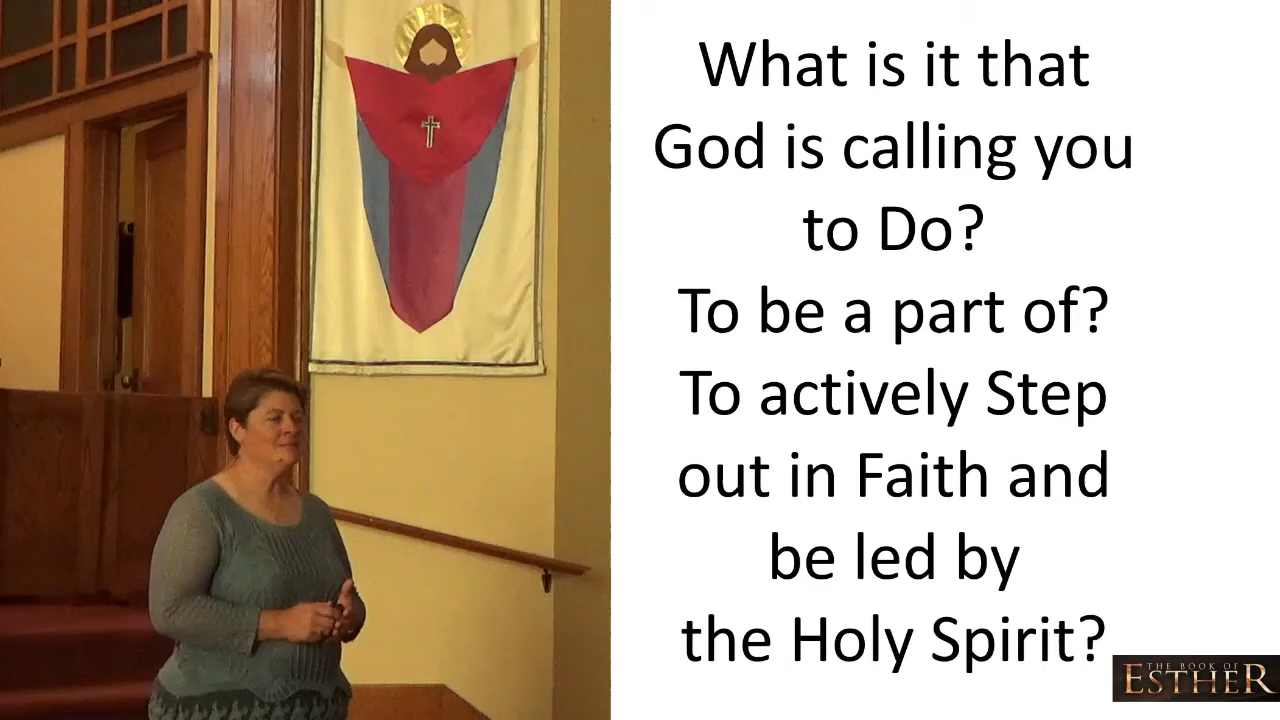 What is it that
God is calling you
to Do?
To be a part of?
To actively Step
out in Faith and
be led by
the Holy Spirit?
THE BOOK OF
ESTHER